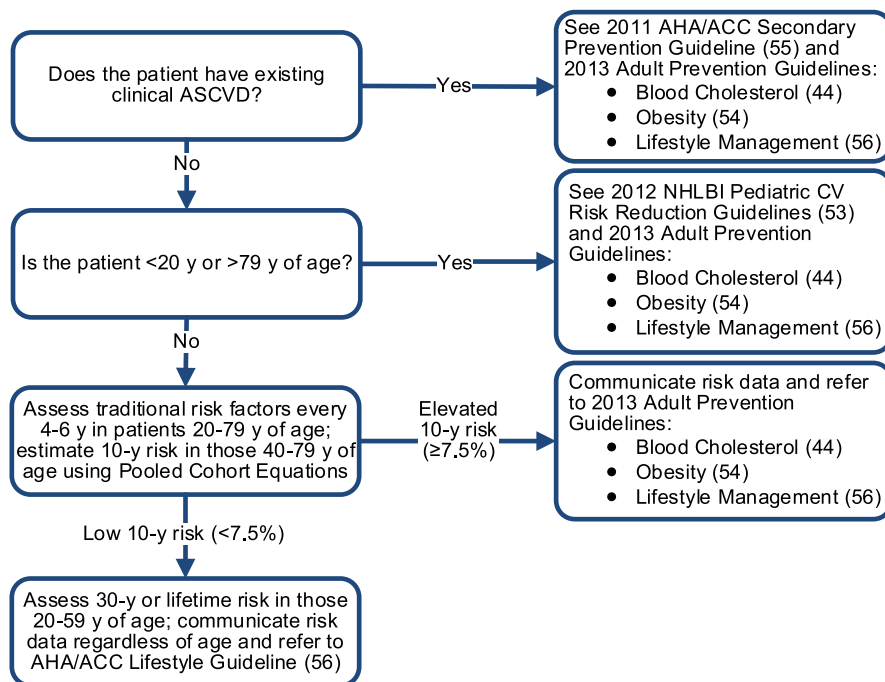 Does the patient have existing
clinical ASCVD?
Yes
See 2011 AHA/ACC Secondary
Prevention Guideline (55) and
2013 Adult Prevention Guidelines:
• Blood Cholesterol (44)
• Obesity (54)
• Lifestyle Management (56)
No
Is the patient <20 y or >79 y of age?
Yes
See 2012 NHLBI Pediatric CV
Risk Reduction Guidelines (53)
and 2013 Adult Prevention
Guidelines:
• Blood Cholesterol (44)
• Obesity (54)
• Lifestyle Management (56)
No
Assess traditional risk factors every
4-6 y in patients 20-79 y of age;
estimate 10-y risk in those 40-79 y of
age using Pooled Cohort Equations
Elevated
10-y risk
(≥7.5%)
Communicate risk data and refer
to 2013 Adult Prevention
Guidelines:
• Blood Cholesterol (44)
• Obesity (54)
• Lifestyle Management (56)
Low 10-y risk (<7.5%)
Assess 30-y or lifetime risk in those
20-59 y of age; communicate risk
data regardless of age and refer to
AHA/ACC Lifestyle Guideline (56)